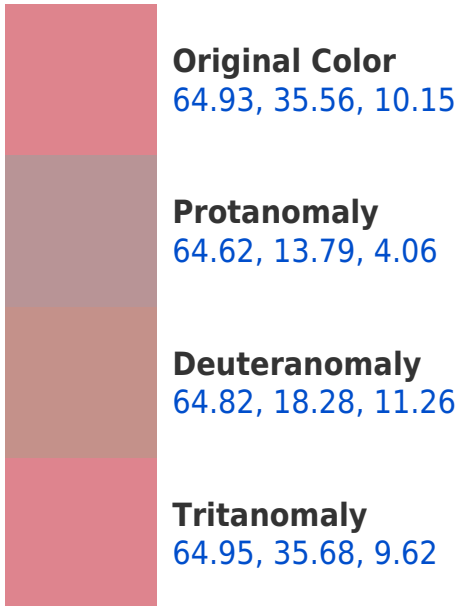 Original Color
64.93, 35.56, 10.15
Protanomaly
64.62, 13.79, 4.06
Deuteranomaly
64.82, 18.28, 11.26
Tritanomaly
64.95, 35.68, 9.62